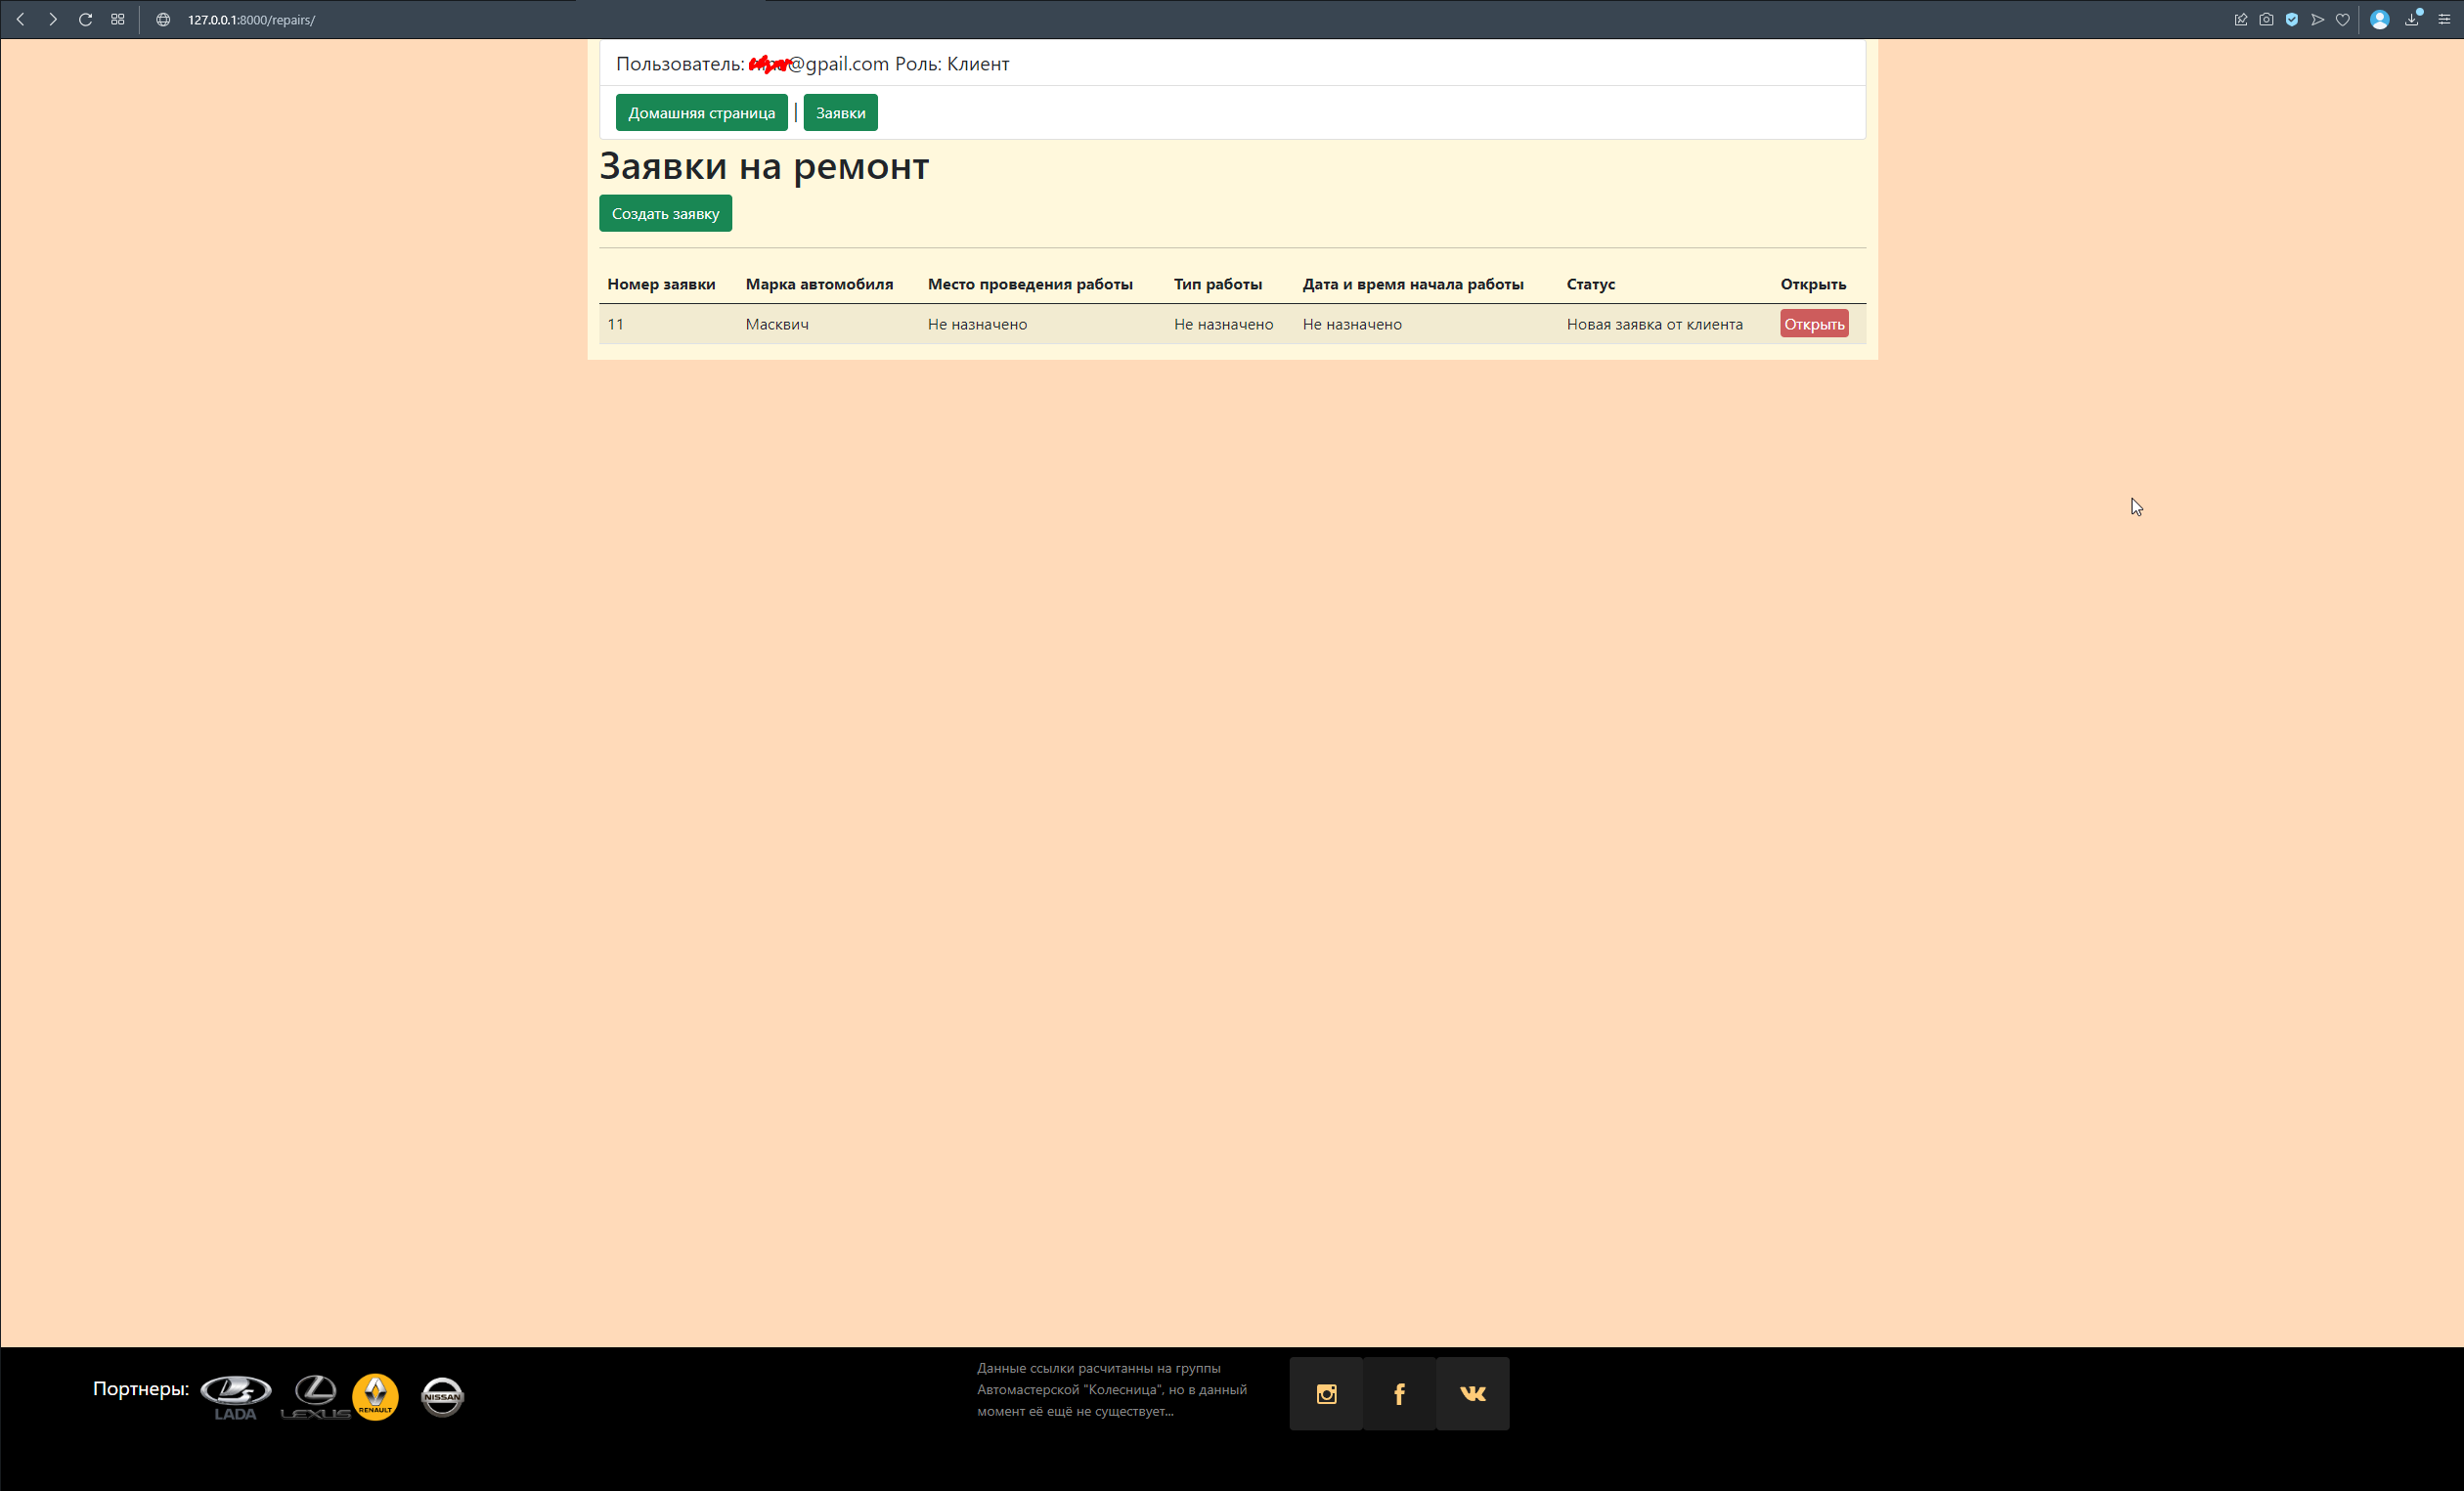 127.0.0.1:8000/repairs/
Пользователь: @gpail.com Роль: Клиент
Домашняя страница | Заявки
Заявки на ремонт
Создать заявку
Номер заявки Марка автомобиля Место проведения работы Тип работы Дата и время начала работы Статус Открыть
11 Масквич Не назначено Не назначено Не назначено Новая заявка от клиента Открыть
Партнеры:
LADA
LEXUS
RENAULT
NISSAN
Данные ссылки расчитанны на группы
Автомастерской "Колесница", но в данный
момент её ещё не существует...